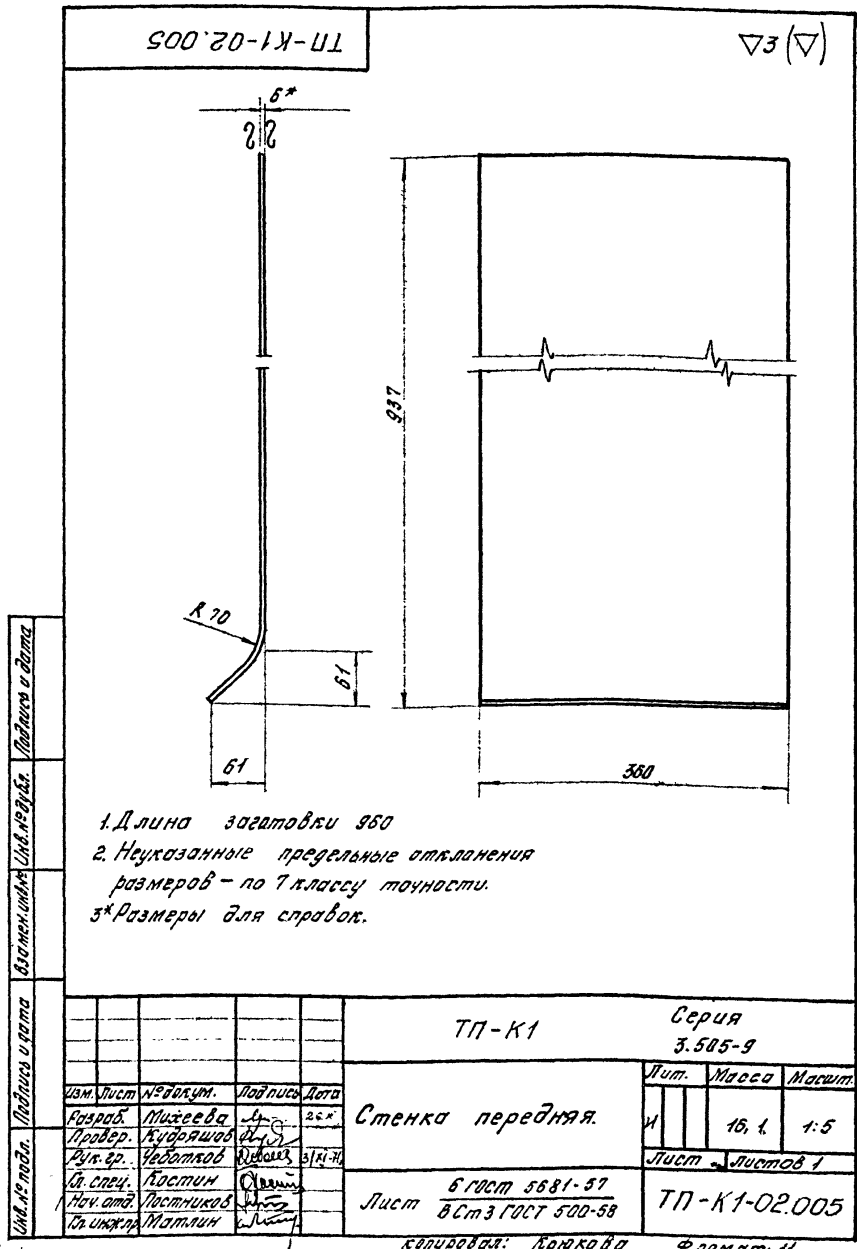 ТП-К1-02.005
▽3 (▽)
6*
937
R 70
61
61
360
1. Длина заготовки 960
2. Неуказанные предельные отклонения
размеров - по 7 классу точности.
3* Размеры для справок.
Подпись и дата
Инв.№ дубл.
Взамен.инв.№
Подпись и дата
Инв.№ подл.
ТП-К1
Серия
3.505-9
Изм. Лист № докум. Подпись Дата
Разраб. Михеева
Провер. Кудряшов
Рук. гр. Чеботков
Гл. спец. Костин
Нач. отд. Постников
Гл. инж.пр. Матлин
Стенка передняя.
Лит. Масса Масшт.
И 16,1 1:5
Лист Листов 1
Лист 6 ГОСТ 5681-57
ВСт3 ГОСТ 500-58
ТП-К1-02.005
Копировал: Крюкова Формат: 11